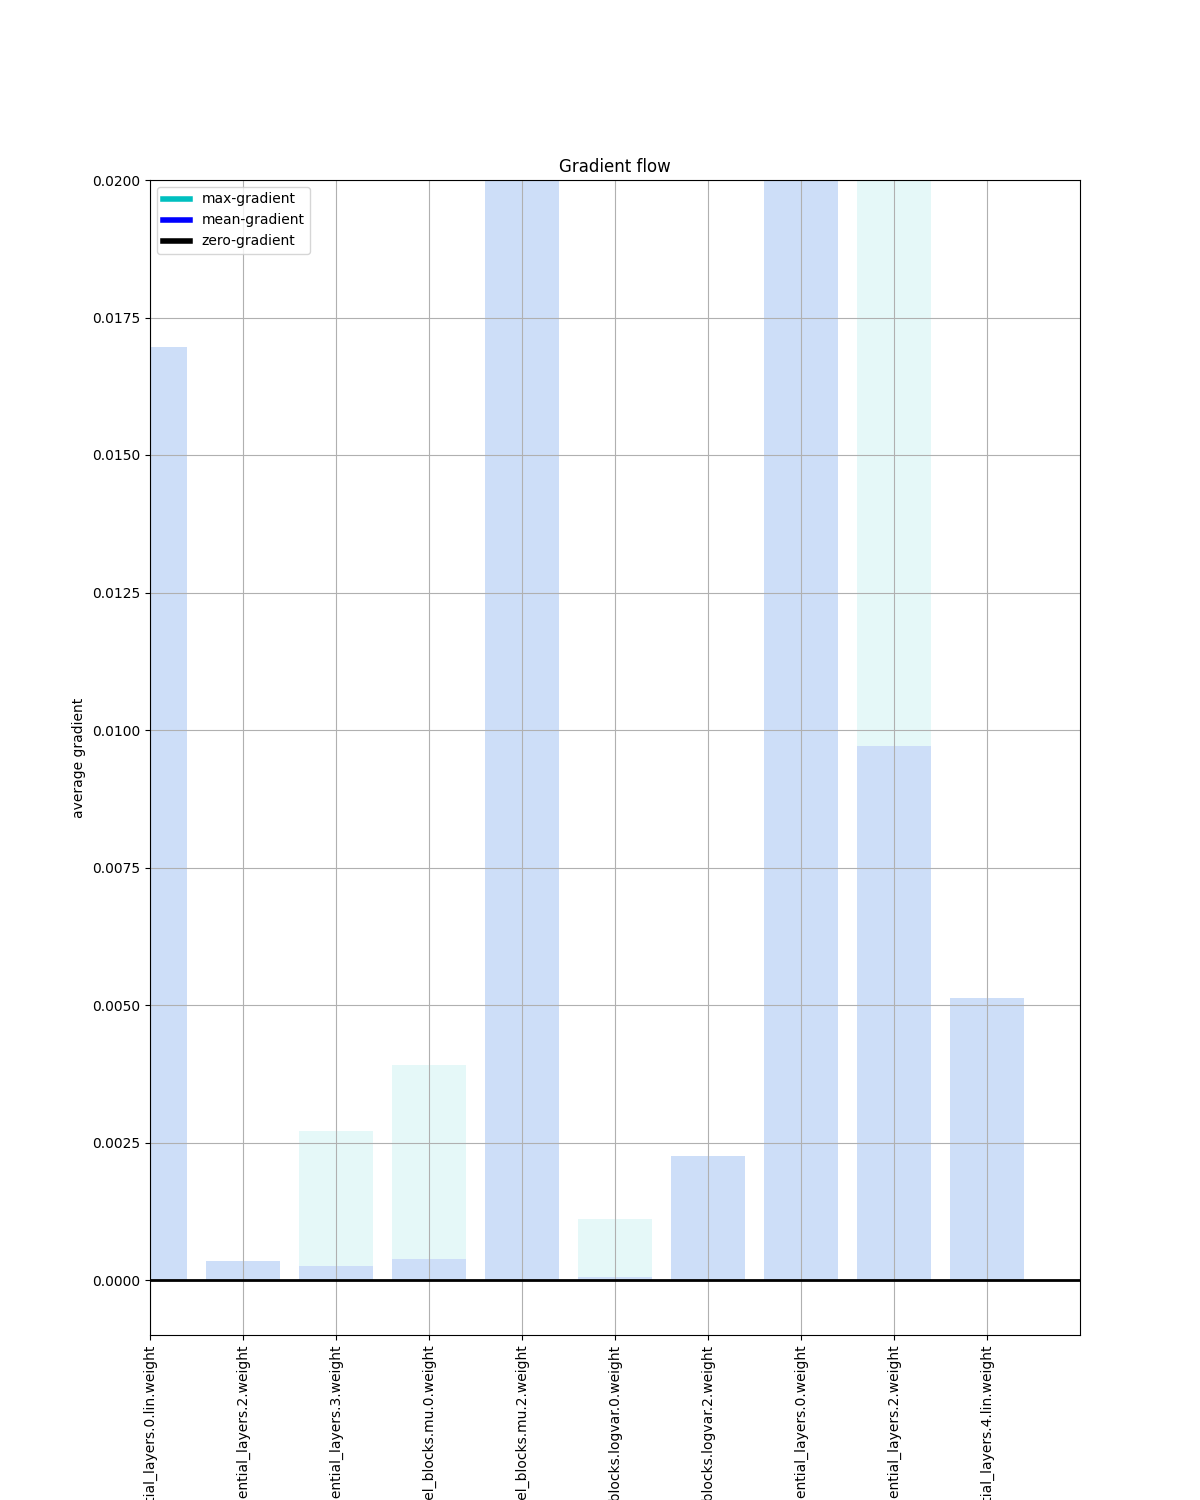 Gradient flow
max-gradient
mean-gradient
zero-gradient
average gradient
0.0200
0.0175
0.0150
0.0125
0.0100
0.0075
0.0050
0.0025
0.0000
tial_layers.0.lin.weight
ential_layers.2.weight
ential_layers.3.weight
el_blocks.mu.0.weight
el_blocks.mu.2.weight
blocks.logvar.0.weight
blocks.logvar.2.weight
ential_layers.0.weight
ential_layers.2.weight
tial_layers.4.lin.weight